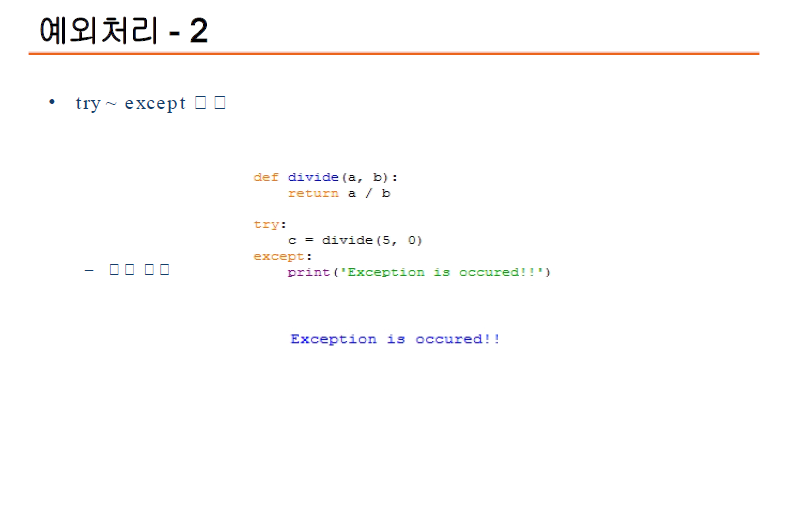 예외처리 - 2
• try ~ except
def divide(a, b):
    return a / b
try:
    c = divide(5, 0)
except:
    print('Exception is occured!!')
–
Exception is occured!!